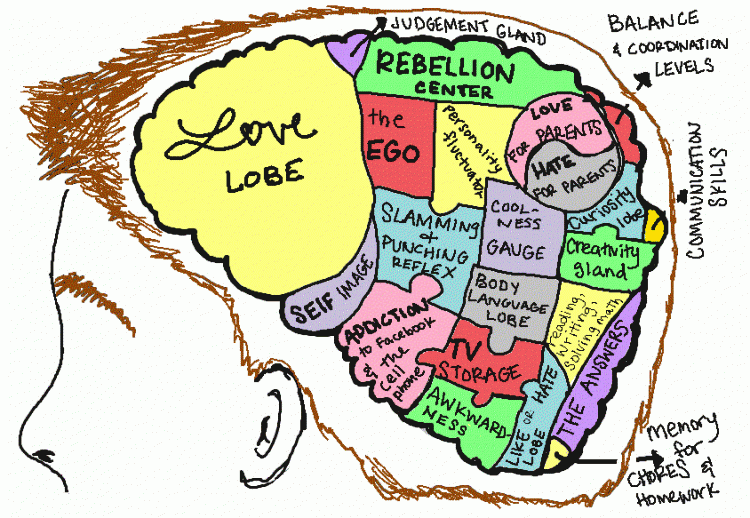 JUDGEMENT GLAND
BALANCE
& COORDINATION
LEVELS
REBELLION
CENTER
Love
LOBE
the
EGO
Personality
fluctuator
LOVE
FOR PARENTS
HATE
FOR PARENTS
COMMUNICATION
SKILLS
SLAMMING
&
PUNCHING
REFLEX
COOL-
NESS
GAUGE
Curiosity
lobe
Creativity
gland
SELF IMAGE
BODY
LANGUAGE
LOBE
reading,
writing,
solving math
ADDICTION
to Facebook
& the
cell
phone
TV
STORAGE
THE ANSWERS
AWKWARD-
NESS
LIKE OR HATE
LOBE
memory
for
CHORES &
HOMEWORK